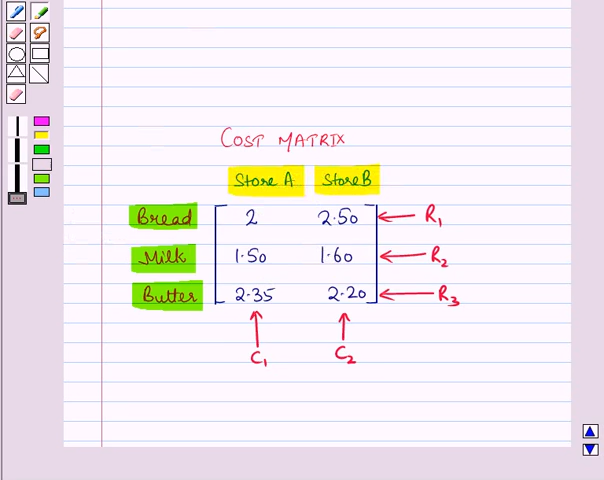 COST MATRIX
Store A Store B
Bread 2 2.50 R1
Milk 1.50 1.60 R2
Butter 2.35 2.20 R3
C1 C2